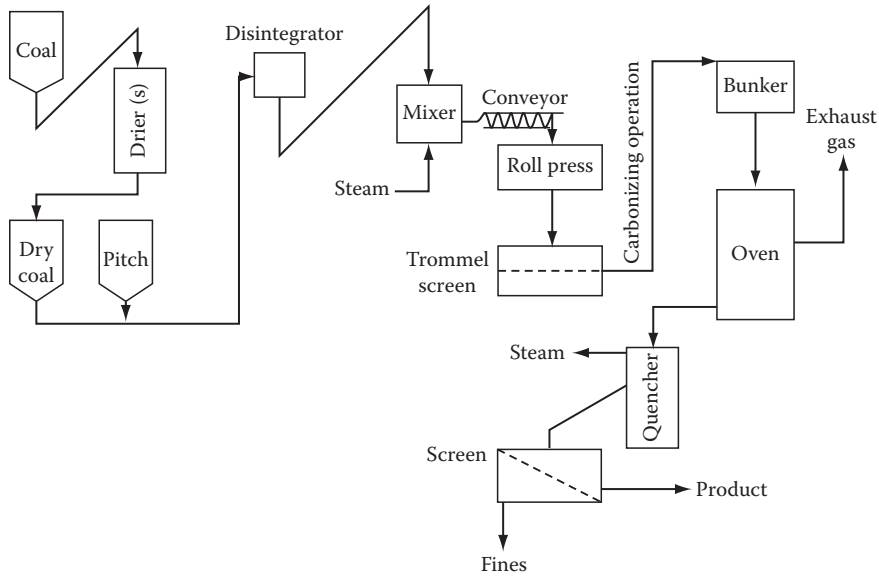 Coal
Drier (s)
Dry
coal
Pitch
Disintegrator
Mixer
Steam
Conveyor
Roll press
Trommel
screen
Carbonizing operation
Bunker
Exhaust
gas
Oven
Steam
Quencher
Screen
Product
Fines